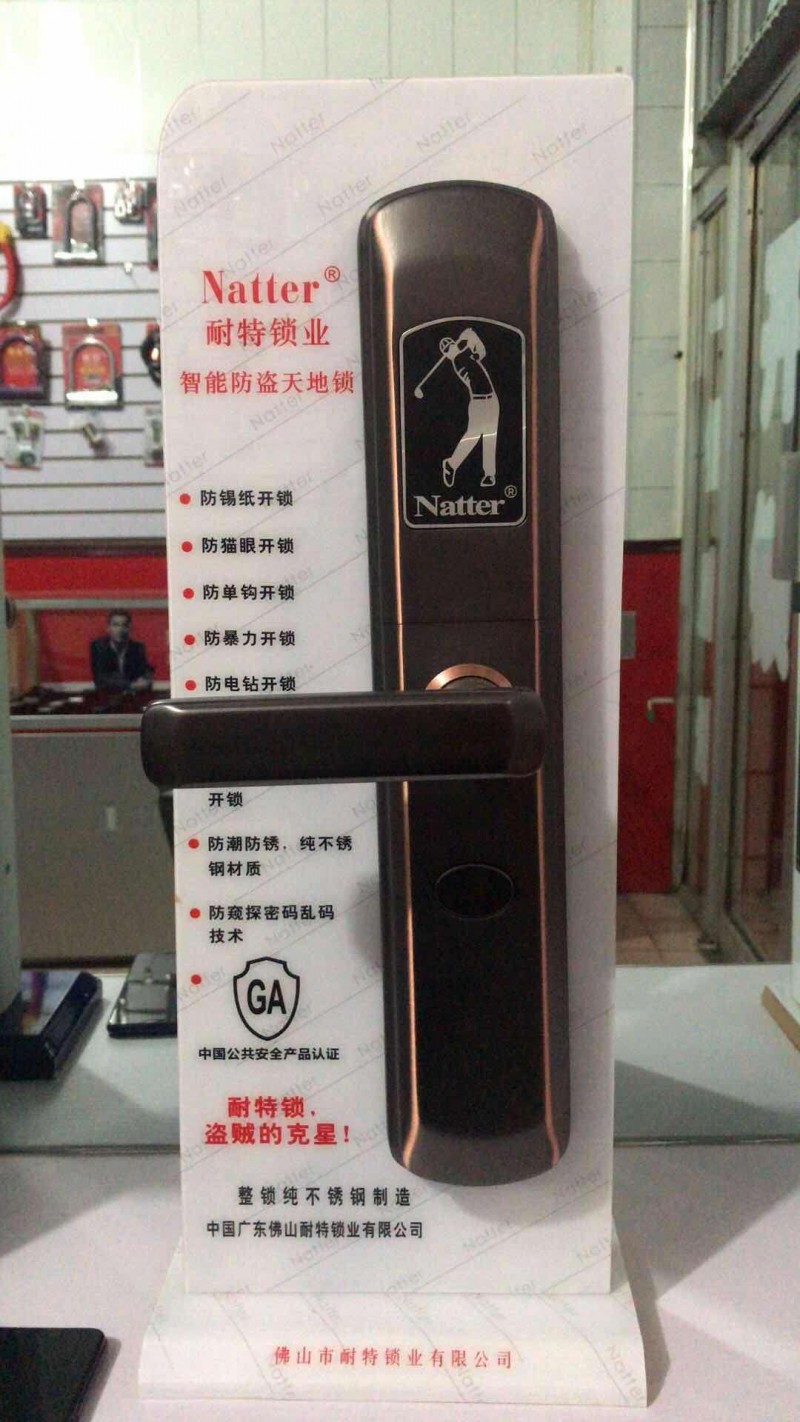 Natter®
耐特锁业
智能防盗天地锁
Natter®
防锡纸开锁
防猫眼开锁
防单钩开锁
防暴力开锁
防电钻开锁
开锁
防潮防锈，纯不锈
钢材质
防窥探密码乱码
技术
GA
中国公共安全产品认证
耐特锁，
盗贼的克星！
整锁纯不锈钢制造
中国广东佛山耐特锁业有限公司
佛山市耐特锁业有限公司